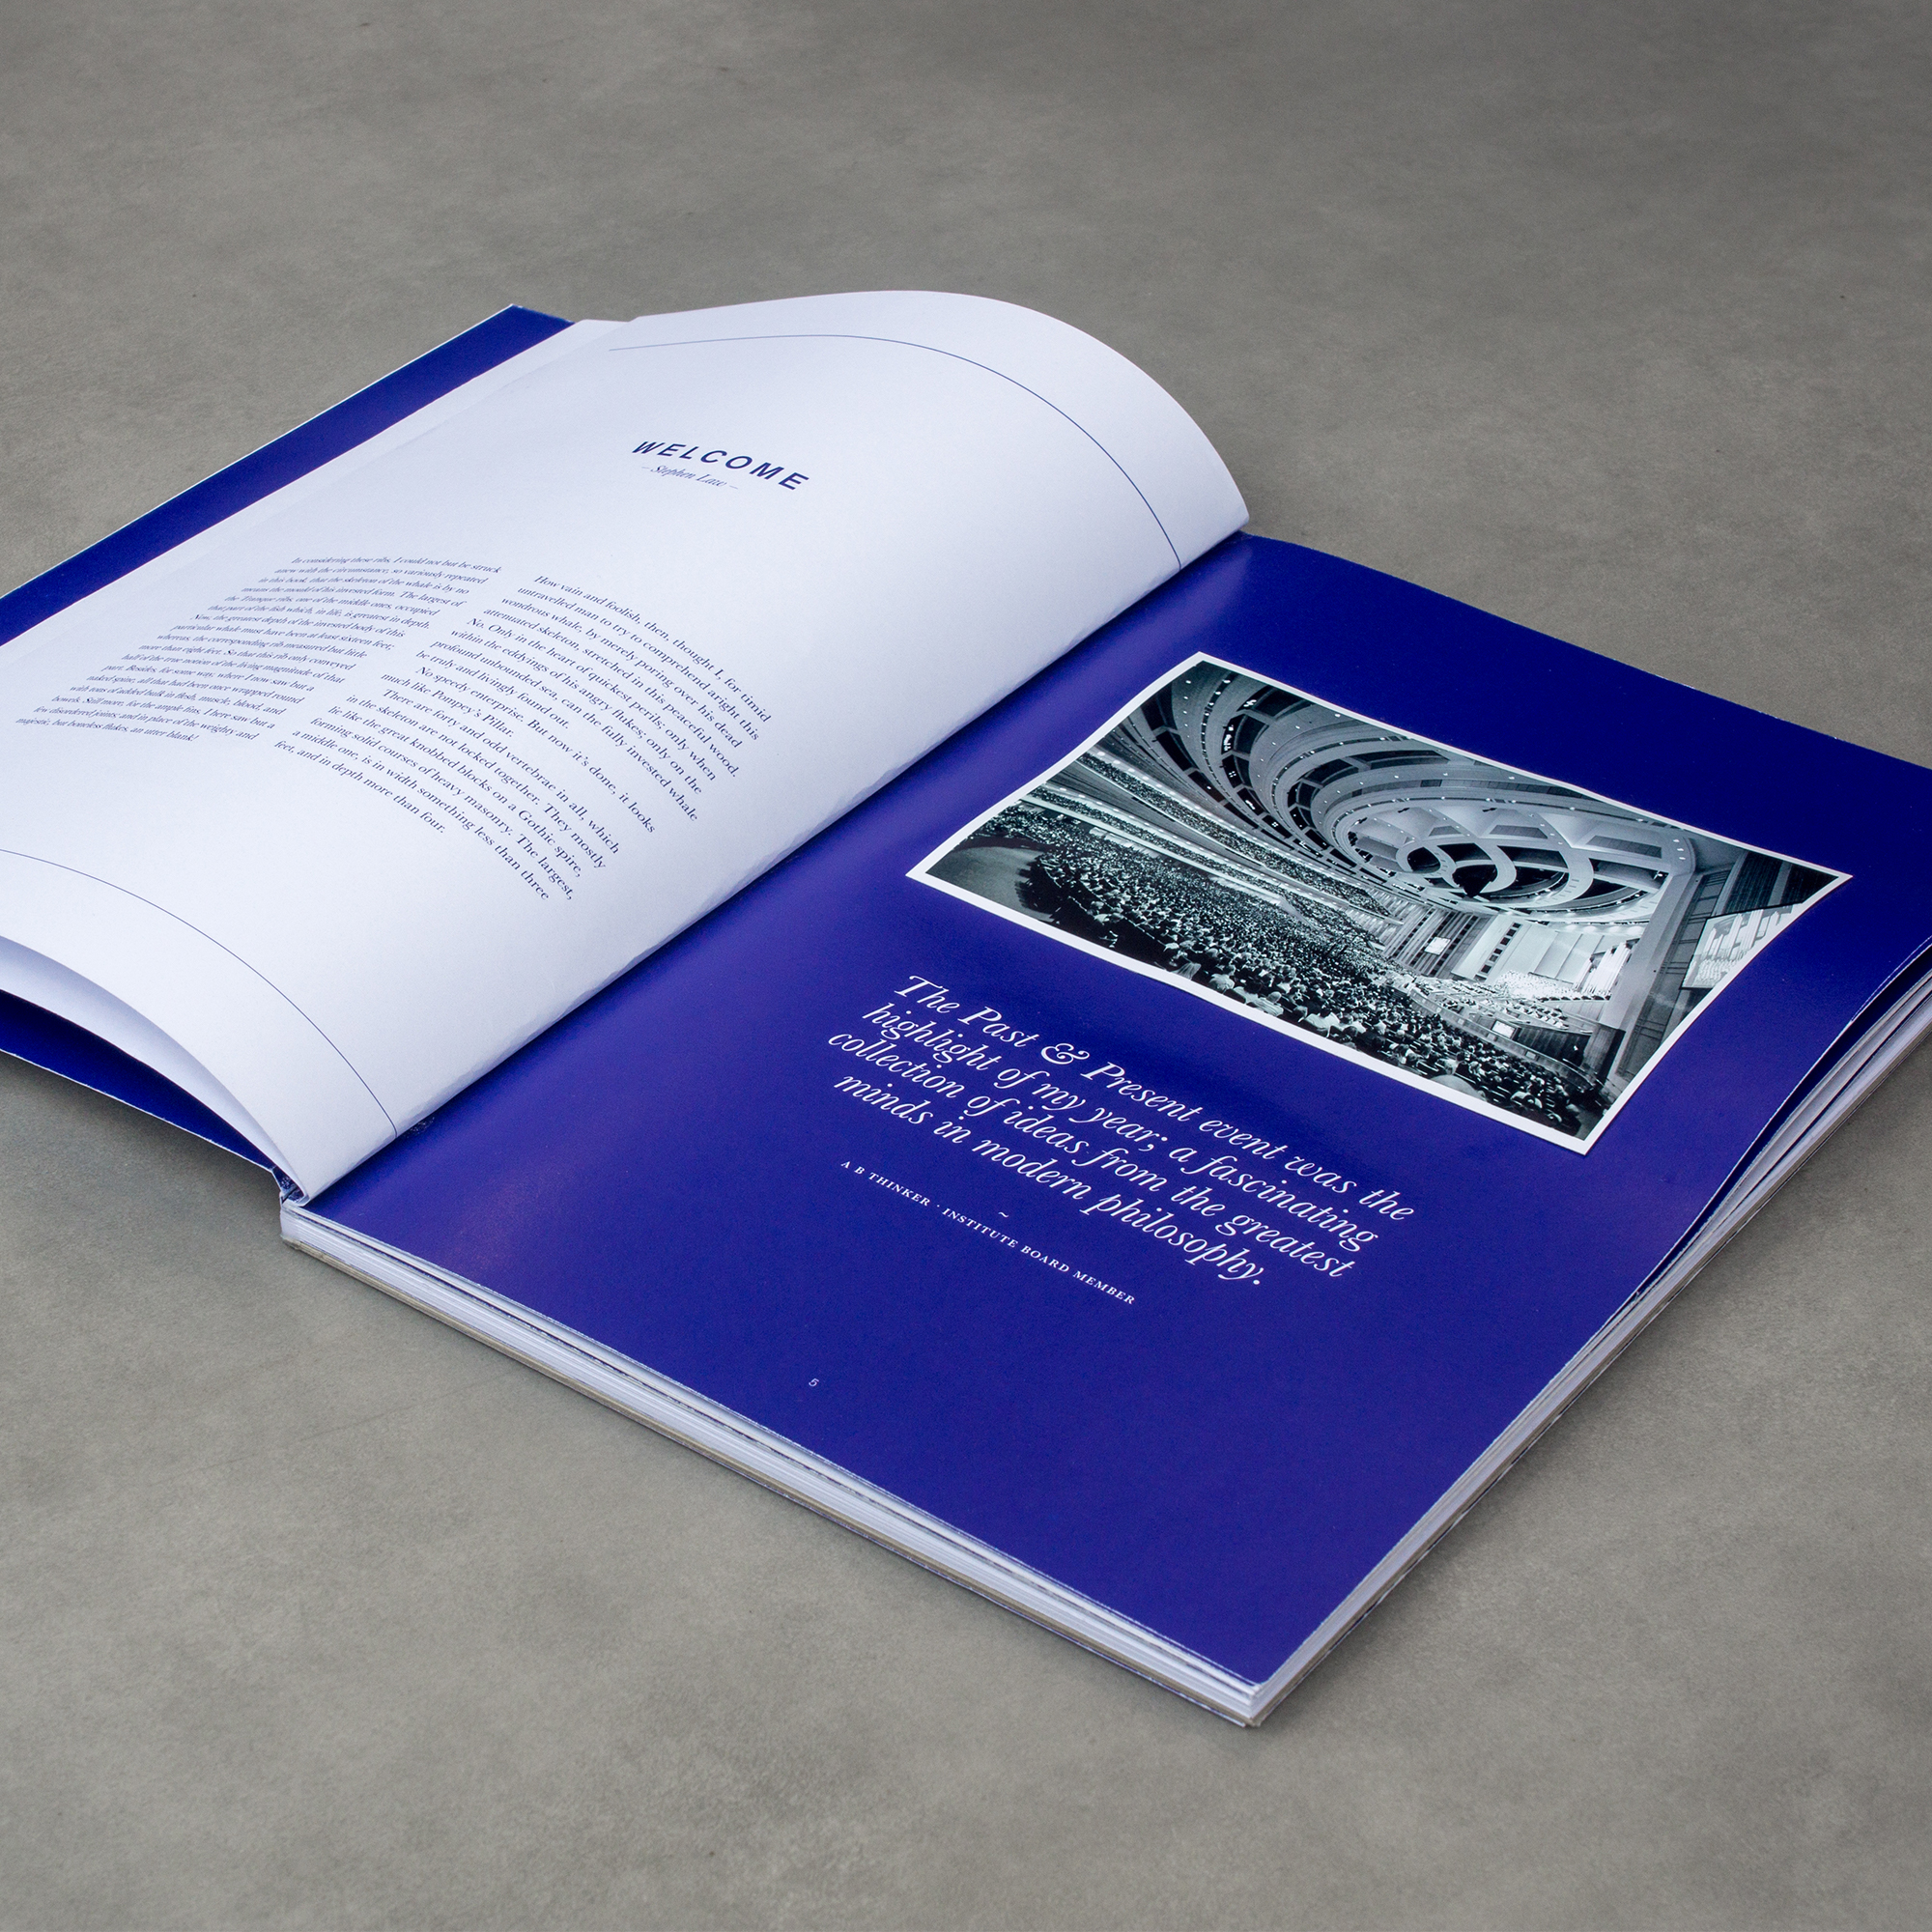 WELCOME
– Stephen Law –
In considering these ribs, I could not but be struck
anew with the circumstance, so variously repeated
in this book, that the skeleton of the whale is by no
means the mould of his invested form. The largest of
the Tranque ribs, one of the middle ones, occupied
that part of the fish which, in life, is greatest in depth.
Now, the greatest depth of the invested body of this
particular whale must have been at least sixteen feet;
whereas, the corresponding rib measured but little
more than eight feet. So that this rib only conveyed
half of the true notion of the living magnitude of that
part. Besides, for some way, where I now saw but a
naked spine, all that had been once wrapped round
with tons of added bulk in flesh, muscle, blood, and
bowels. Still more, for the ample fins, I here saw but a
few disordered joints; and in place of the weighty and
majestic, but boneless flukes, an utter blank!
How vain and foolish, then, thought I, for timid
untravelled man to try to comprehend aright this
wondrous whale, by merely poring over his dead
attenuated skeleton, stretched in this peaceful wood.
No. Only in the heart of quickest perils; only when
within the eddyings of his angry flukes; only on the
profound unbounded sea, can the fully invested whale
be truly and livingly found out.
No speedy enterprise. But now it's done, it looks
much like Pompey's Pillar.
There are forty and odd vertebrae in all, which
in the skeleton are not locked together. They mostly
lie like the great knobbed blocks on a Gothic spire,
forming solid courses of heavy masonry. The largest,
a middle one, is in width something less than three
feet, and in depth more than four.
The Past & Present event was the
highlight of my year; a fascinating
collection of ideas from the greatest
minds in modern philosophy.
~
A B THINKER · INSTITUTE BOARD MEMBER
5